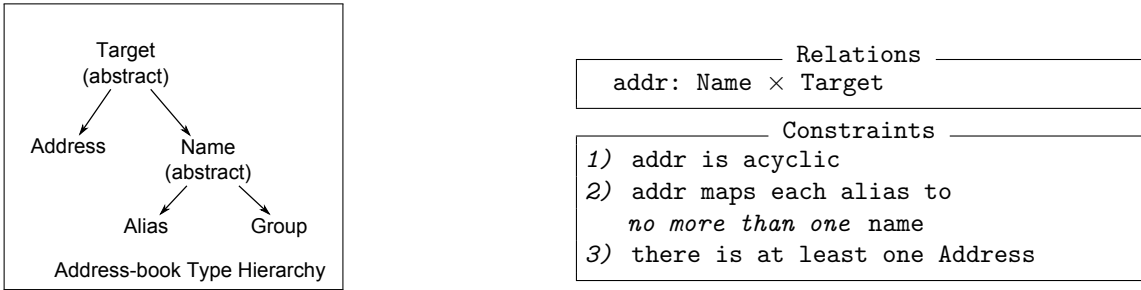 Target
(abstract)
Address
Name
(abstract)
Alias
Group
Address-book Type Hierarchy
Relations
addr: Name × Target
Constraints
1) addr is acyclic
2) addr maps each alias to
no more than one name
3) there is at least one Address